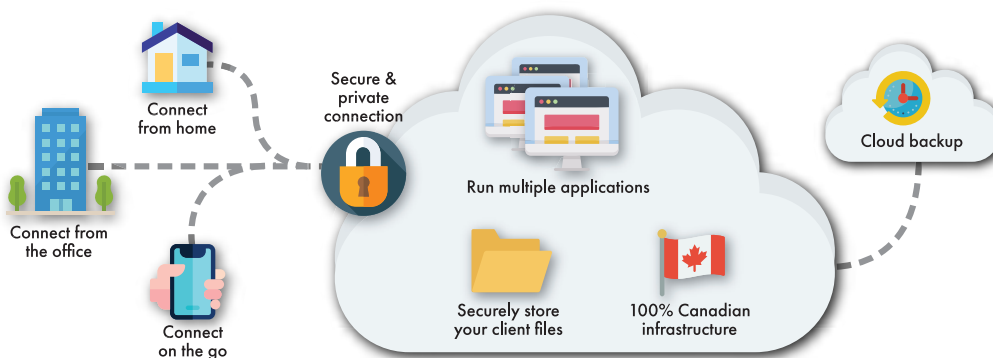 Connect
from home
Connect from
the office
Connect
on the go
Secure &
private
connection
Run multiple applications
Securely store
your client files
100% Canadian
infrastructure
Cloud backup